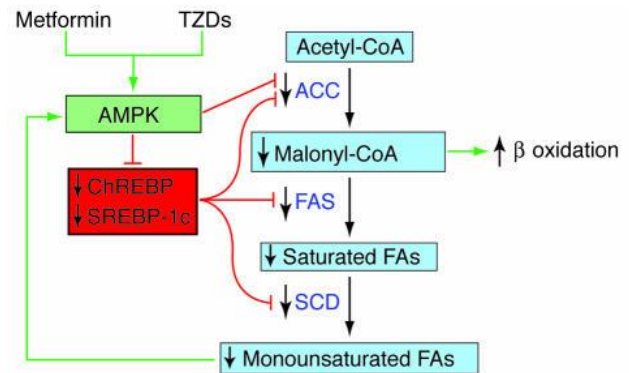 Metformin TZDs
Acetyl-CoA
ACC
AMPK
Malonyl-CoA
β oxidation
ChREBP
SREBP-1c
FAS
Saturated FAs
SCD
Monounsaturated FAs